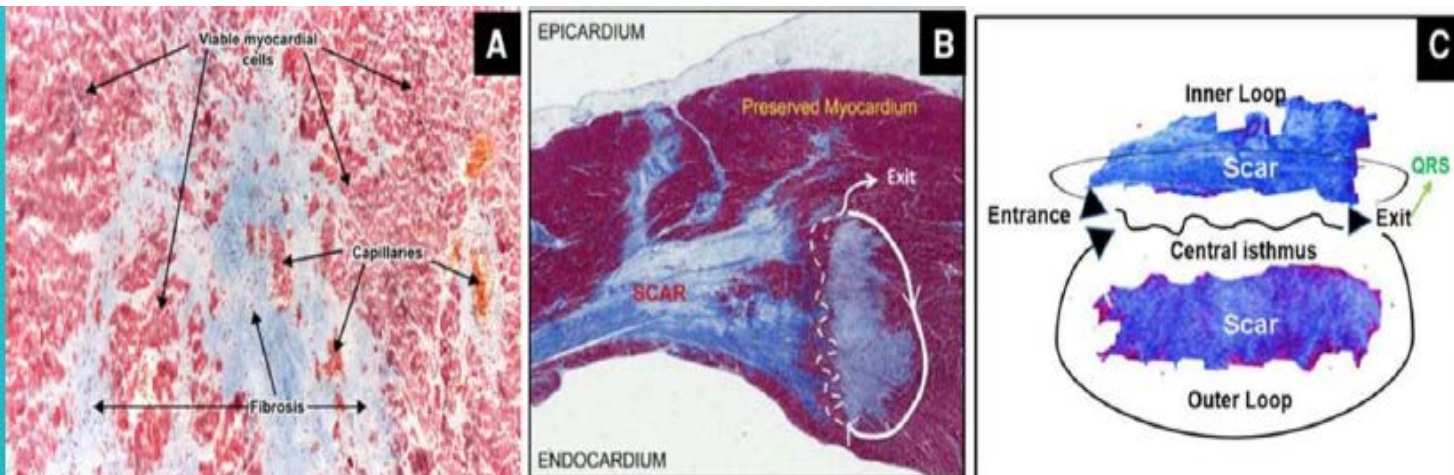 A
Viable myocardial
cells
Capillaries
Fibrosis
B
EPICARDIUM
Preserved Myocardium
Exit
SCAR
ENDOCARDIUM
C
Inner Loop
Scar
QRS
Entrance
Exit
Central isthmus
Scar
Outer Loop